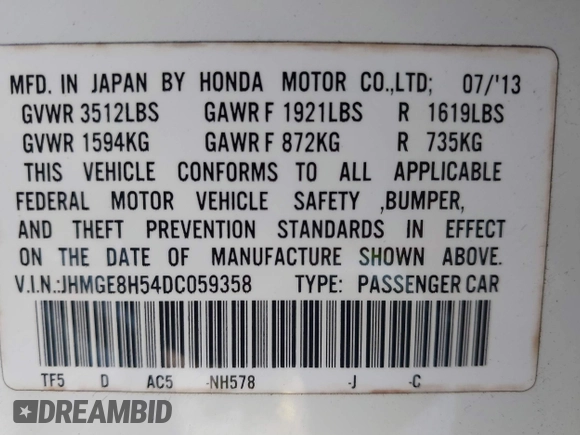 MFD. IN JAPAN BY HONDA MOTOR CO.,LTD; 07/'13
GVWR 3512LBS GAWR F 1921LBS R 1619LBS
GVWR 1594KG GAWR F 872KG R 735KG
THIS VEHICLE CONFORMS TO ALL APPLICABLE
FEDERAL MOTOR VEHICLE SAFETY ,BUMPER,
AND THEFT PREVENTION STANDARDS IN EFFECT
ON THE DATE OF MANUFACTURE SHOWN ABOVE.
V.I.N.:JHMGE8H54DC059358 TYPE: PASSENGER CAR
TF5 D AC5 -NH578 -J -C
DREAMBID